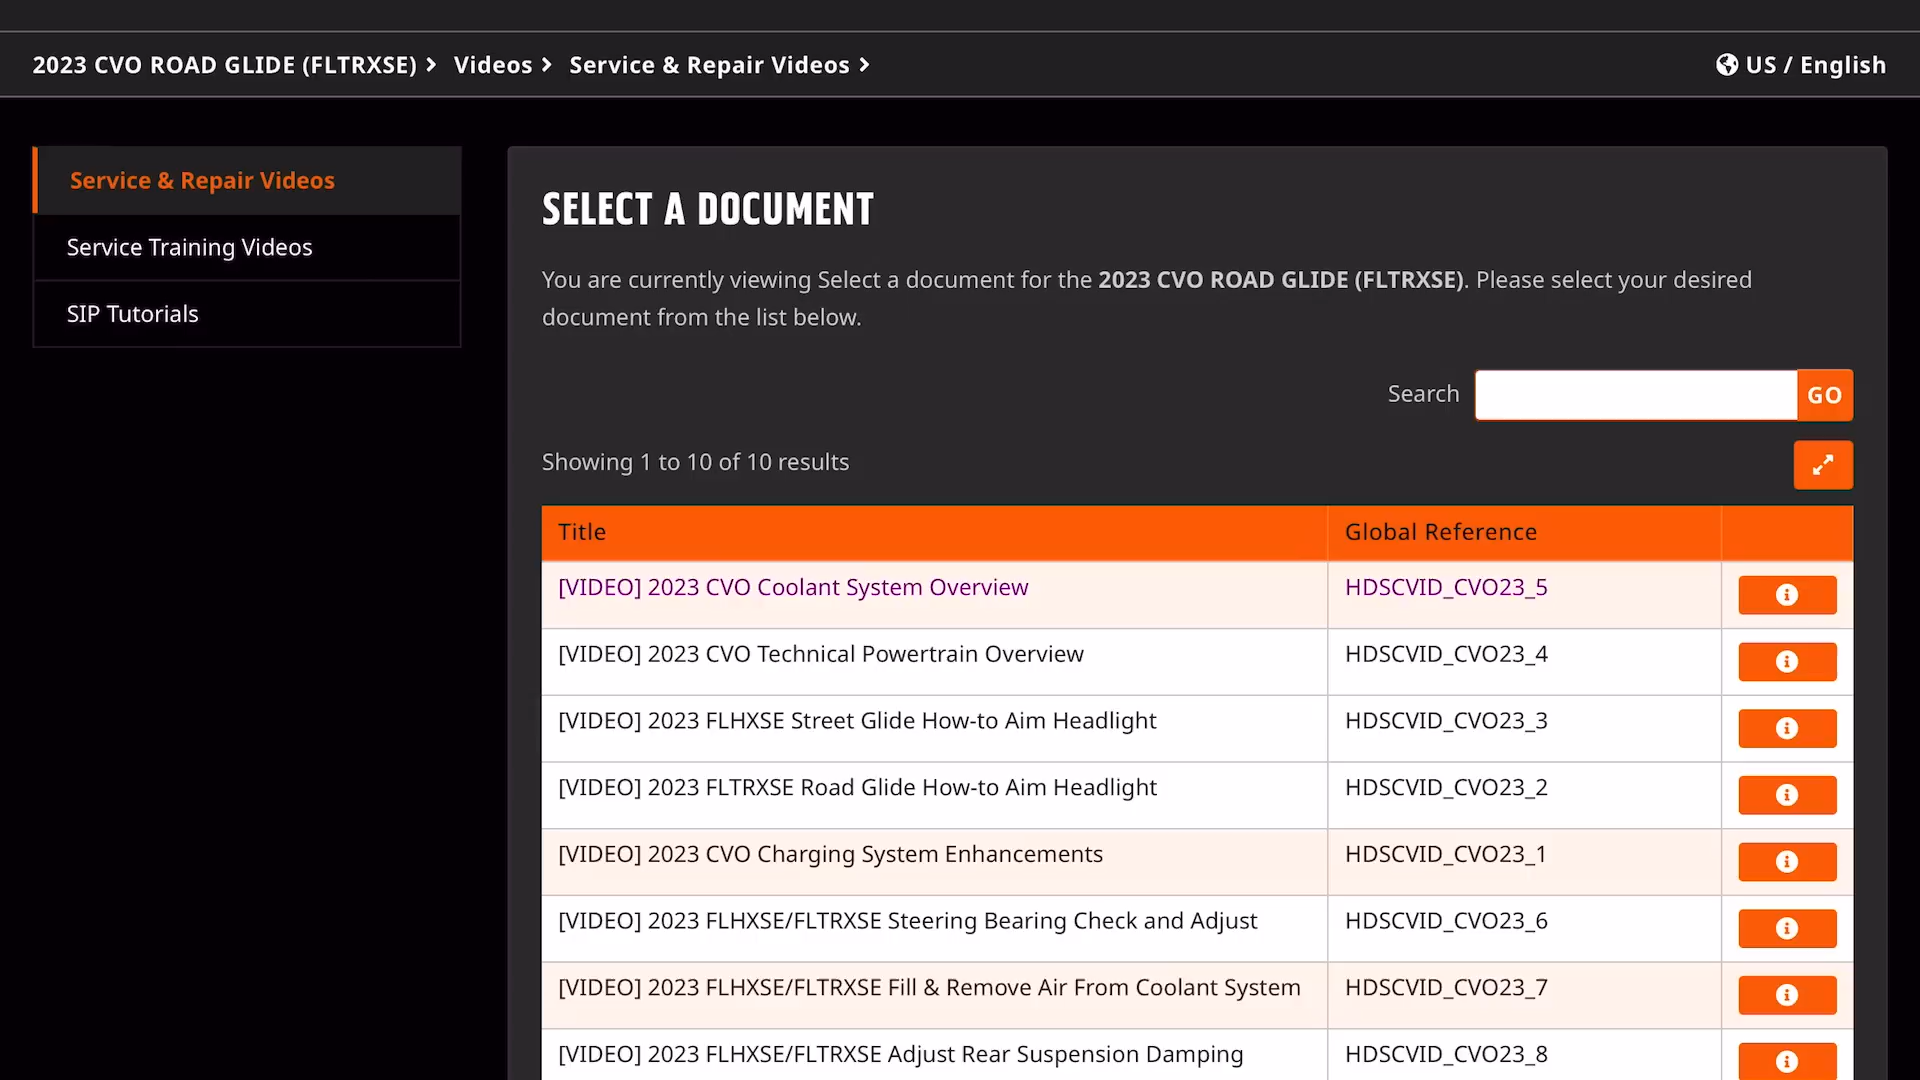 2023 CVO ROAD GLIDE (FLTRXSE) > Videos > Service & Repair Videos >
US / English
Service & Repair Videos
Service Training Videos
SIP Tutorials
SELECT A DOCUMENT
You are currently viewing Select a document for the 2023 CVO ROAD GLIDE (FLTRXSE). Please select your desired
document from the list below.
Search GO
Showing 1 to 10 of 10 results
Title Global Reference
[VIDEO] 2023 CVO Coolant System Overview HDSCVID_CVO23_5
[VIDEO] 2023 CVO Technical Powertrain Overview HDSCVID_CVO23_4
[VIDEO] 2023 FLHXSE Street Glide How-to Aim Headlight HDSCVID_CVO23_3
[VIDEO] 2023 FLTRXSE Road Glide How-to Aim Headlight HDSCVID_CVO23_2
[VIDEO] 2023 CVO Charging System Enhancements HDSCVID_CVO23_1
[VIDEO] 2023 FLHXSE/FLTRXSE Steering Bearing Check and Adjust HDSCVID_CVO23_6
[VIDEO] 2023 FLHXSE/FLTRXSE Fill & Remove Air From Coolant System HDSCVID_CVO23_7
[VIDEO] 2023 FLHXSE/FLTRXSE Adjust Rear Suspension Damping HDSCVID_CVO23_8